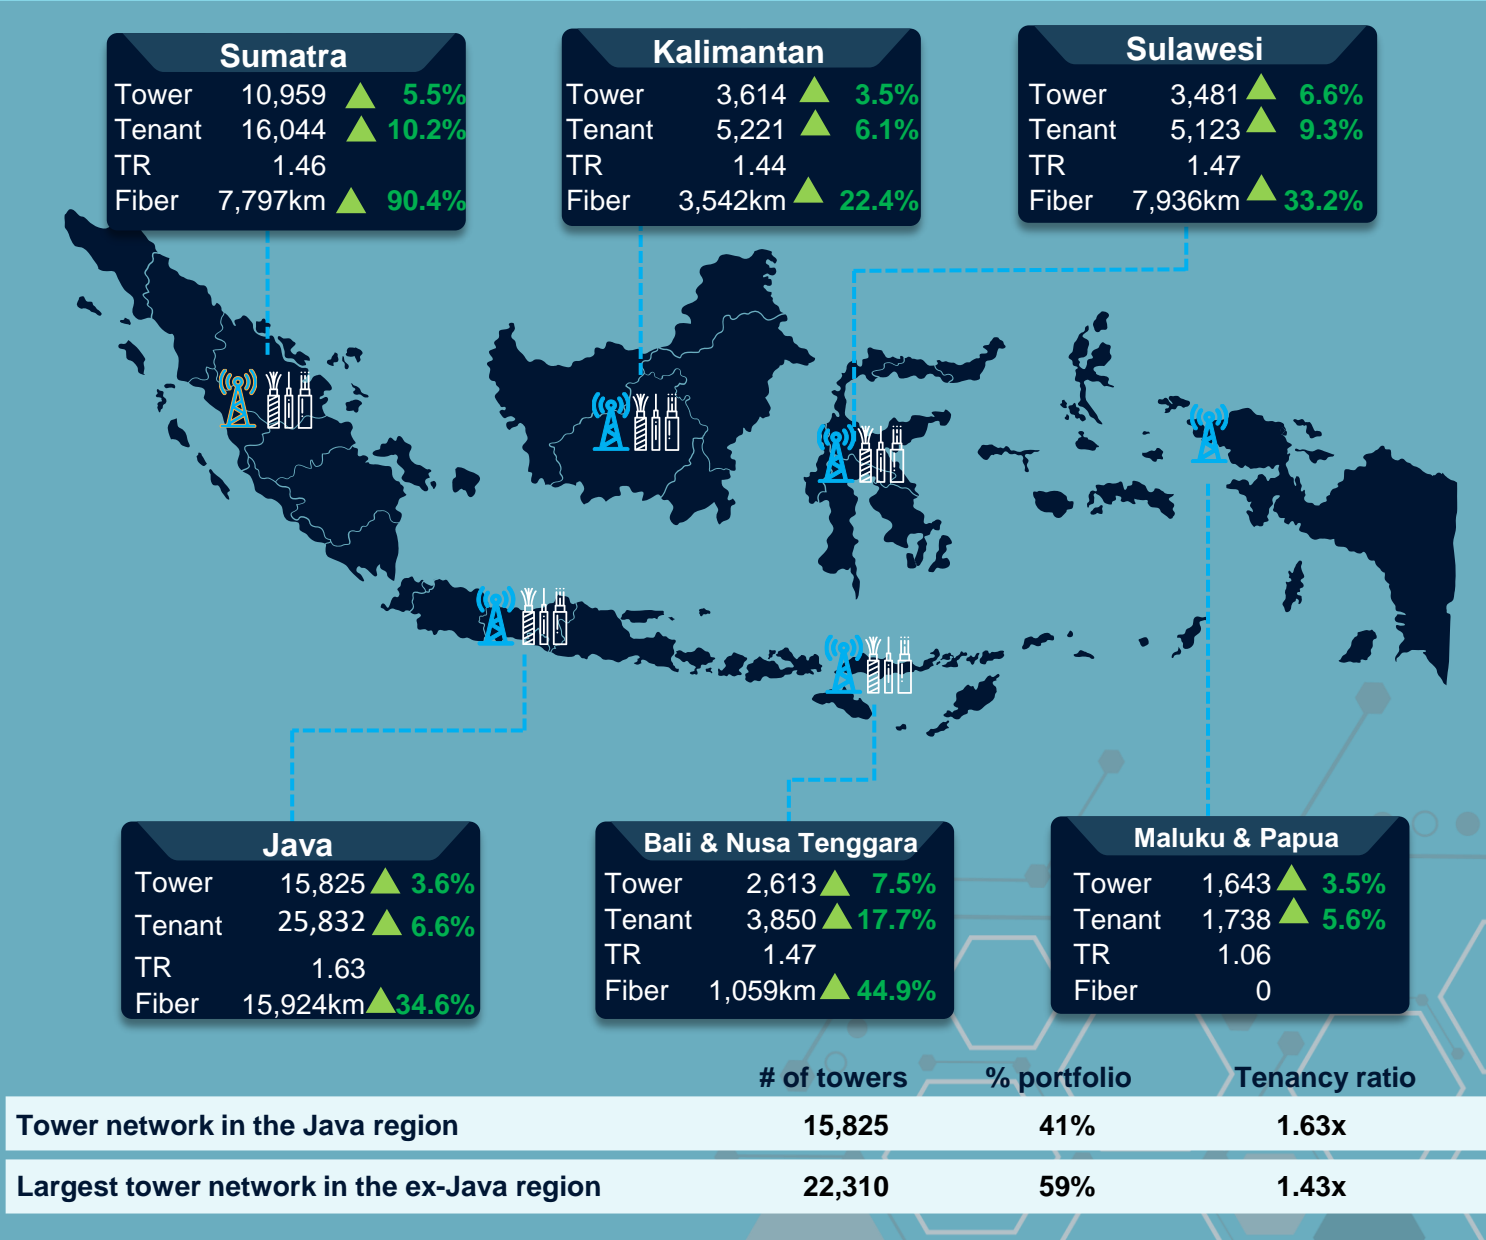 Sumatra
Tower 10,959 5.5%
Tenant 16,044 10.2%
TR 1.46
Fiber 7,797km 90.4%
Kalimantan
Tower 3,614 3.5%
Tenant 5,221 6.1%
TR 1.44
Fiber 3,542km 22.4%
Sulawesi
Tower 3,481 6.6%
Tenant 5,123 9.3%
TR 1.47
Fiber 7,936km 33.2%
Java
Tower 15,825 3.6%
Tenant 25,832 6.6%
TR 1.63
Fiber 15,924km 34.6%
Bali & Nusa Tenggara
Tower 2,613 7.5%
Tenant 3,850 17.7%
TR 1.47
Fiber 1,059km 44.9%
Maluku & Papua
Tower 1,643 3.5%
Tenant 1,738 5.6%
TR 1.06
Fiber 0
# of towers % portfolio Tenancy ratio
Tower network in the Java region 15,825 41% 1.63x
Largest tower network in the ex-Java region 22,310 59% 1.43x